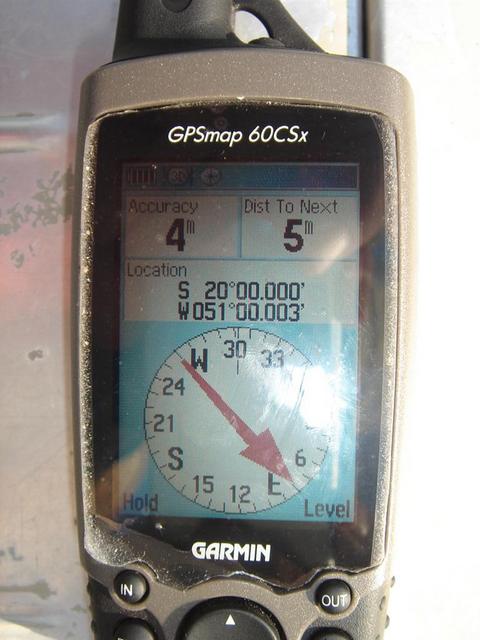 GPSmap 60CSx
3D
Accuracy
4m
Dist To Next
5m
Location
S 20°00.000'
W051°00.003'
W 30 33
24
21
S
15 12 E 6
Hold Level
GARMIN
IN OUT